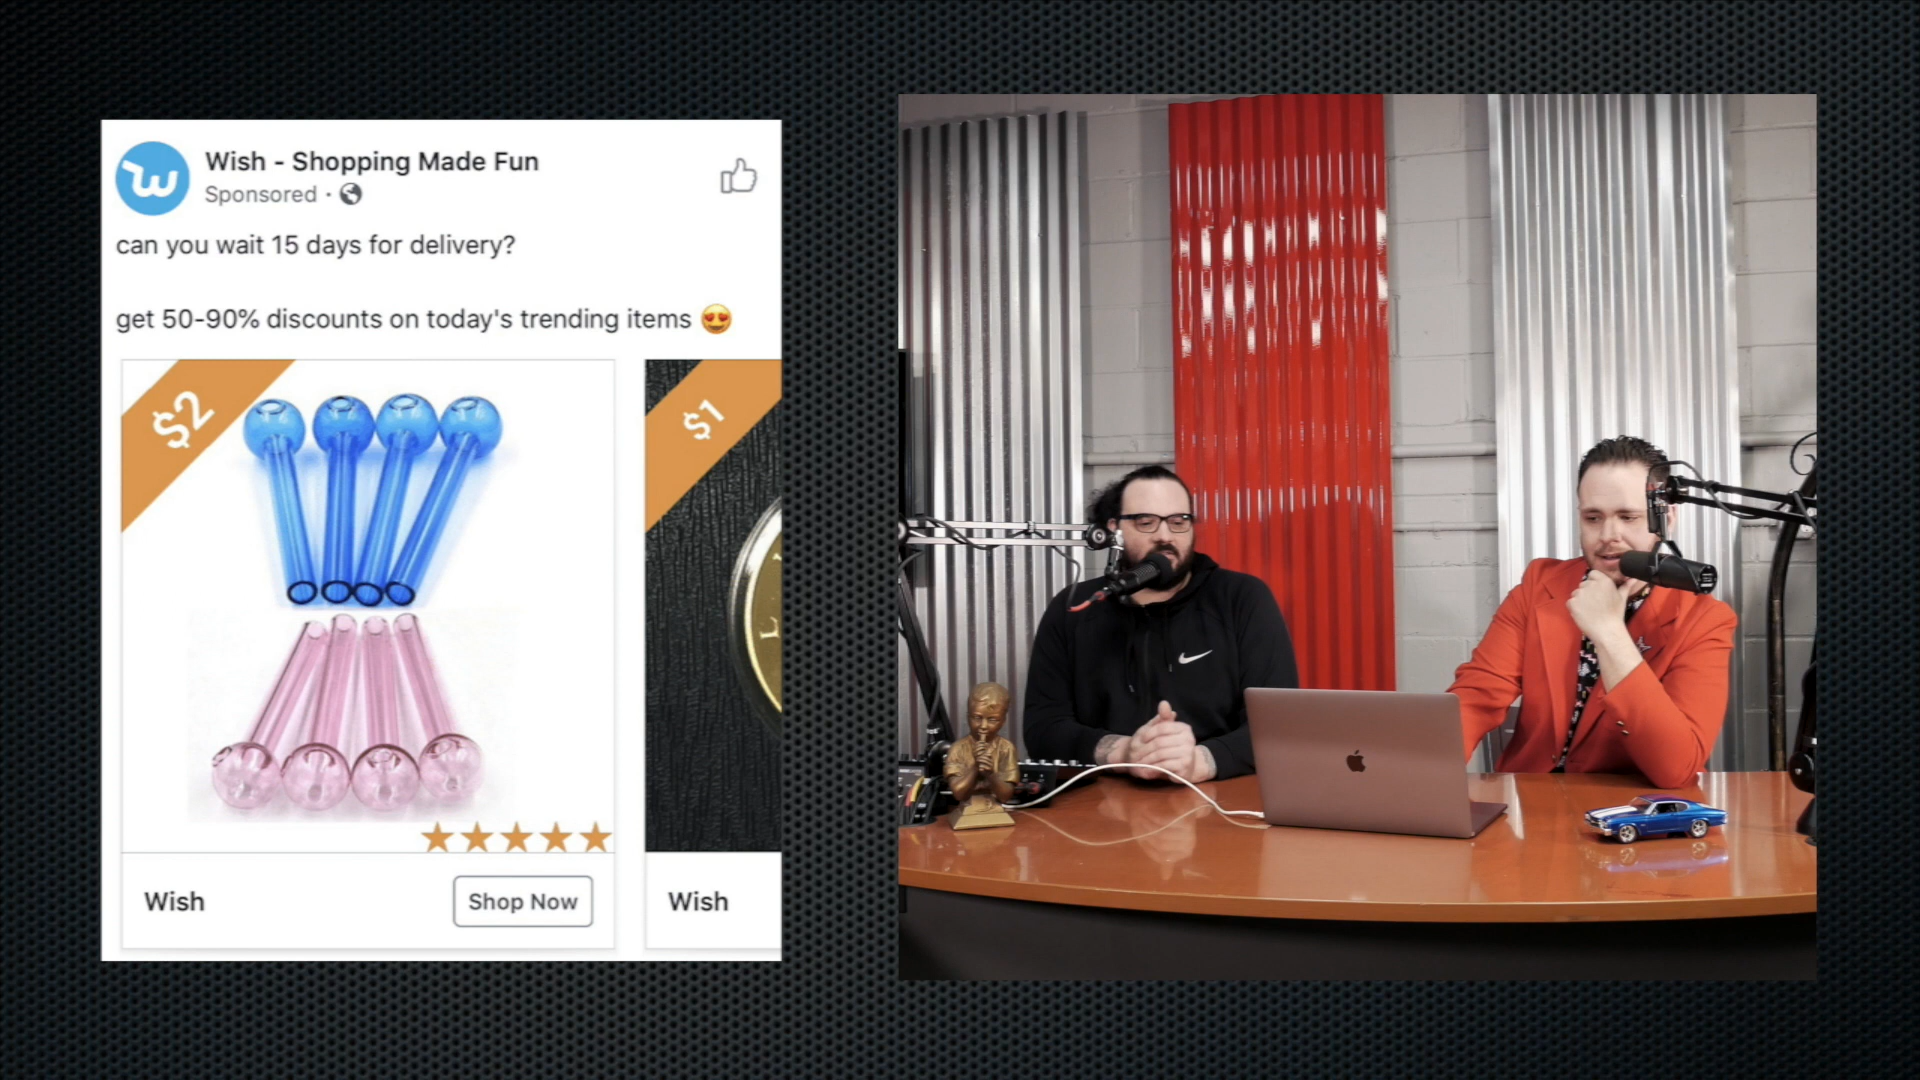 Wish - Shopping Made Fun
Sponsored ·
can you wait 15 days for delivery?
get 50-90% discounts on today's trending items 😍
$2
$1
Wish
Shop Now
Wish